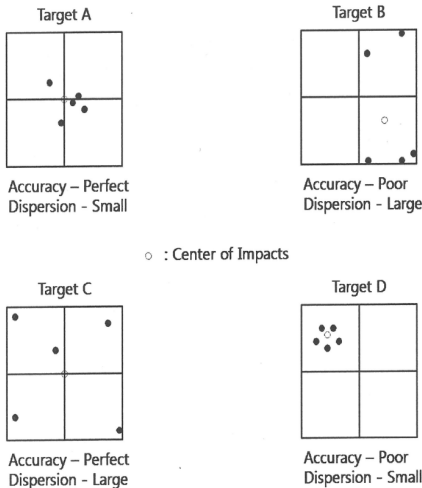 Target A
Target B
Accuracy – Perfect
Dispersion - Small
Accuracy – Poor
Dispersion - Large
: Center of Impacts
Target C
Target D
Accuracy – Perfect
Dispersion - Large
Accuracy – Poor
Dispersion - Small